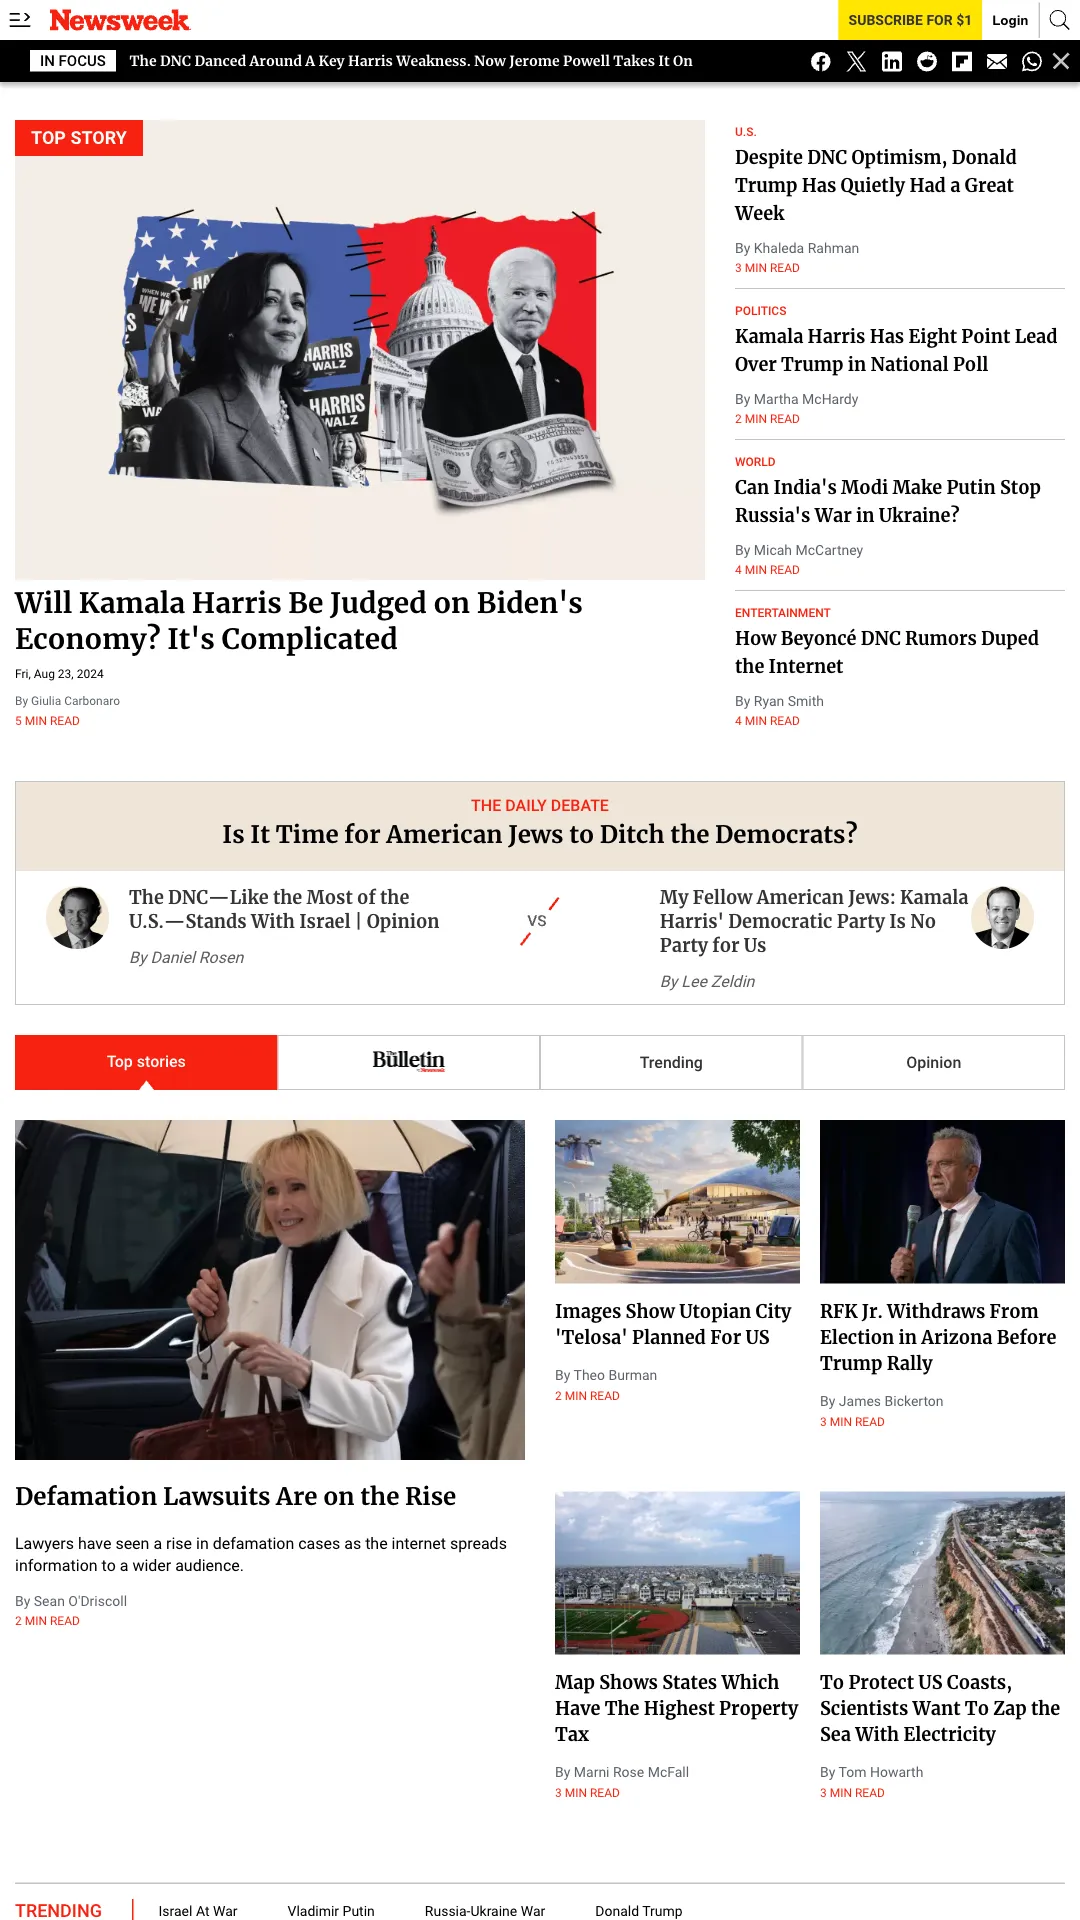 Newsweek
SUBSCRIBE FOR $1
Login
IN FOCUS
The DNC Danced Around A Key Harris Weakness. Now Jerome Powell Takes It On
TOP STORY
WHEN WE
WE
HARRIS
WALZ
HARRIS
WALZ
100
Will Kamala Harris Be Judged on Biden's
Economy? It's Complicated
Fri, Aug 23, 2024
By Giulia Carbonaro
5 MIN READ
U.S.
Despite DNC Optimism, Donald
Trump Has Quietly Had a Great
Week
By Khaleda Rahman
3 MIN READ
POLITICS
Kamala Harris Has Eight Point Lead
Over Trump in National Poll
By Martha McHardy
2 MIN READ
WORLD
Can India's Modi Make Putin Stop
Russia's War in Ukraine?
By Micah McCartney
4 MIN READ
ENTERTAINMENT
How Beyoncé DNC Rumors Duped
the Internet
By Ryan Smith
4 MIN READ
THE DAILY DEBATE
Is It Time for American Jews to Ditch the Democrats?
The DNC—Like the Most of the
U.S.—Stands With Israel | Opinion
By Daniel Rosen
VS
My Fellow American Jews: Kamala
Harris' Democratic Party Is No
Party for Us
By Lee Zeldin
Top stories
The Bulletin
Newsweek
Trending
Opinion
Defamation Lawsuits Are on the Rise
Lawyers have seen a rise in defamation cases as the internet spreads
information to a wider audience.
By Sean O'Driscoll
2 MIN READ
Images Show Utopian City
'Telosa' Planned For US
By Theo Burman
2 MIN READ
RFK Jr. Withdraws From
Election in Arizona Before
Trump Rally
By James Bickerton
3 MIN READ
Map Shows States Which
Have The Highest Property
Tax
By Marni Rose McFall
3 MIN READ
To Protect US Coasts,
Scientists Want To Zap the
Sea With Electricity
By Tom Howarth
3 MIN READ
TRENDING
Israel At War
Vladimir Putin
Russia-Ukraine War
Donald Trump